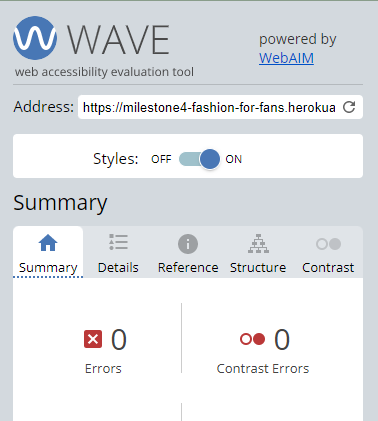 WAVE
powered by
WebAIM
web accessibility evaluation tool
Address: https://milestone4-fashion-for-fans.herokua
Styles: OFF ON
Summary
Summary Details Reference Structure Contrast
0 0
Errors Contrast Errors